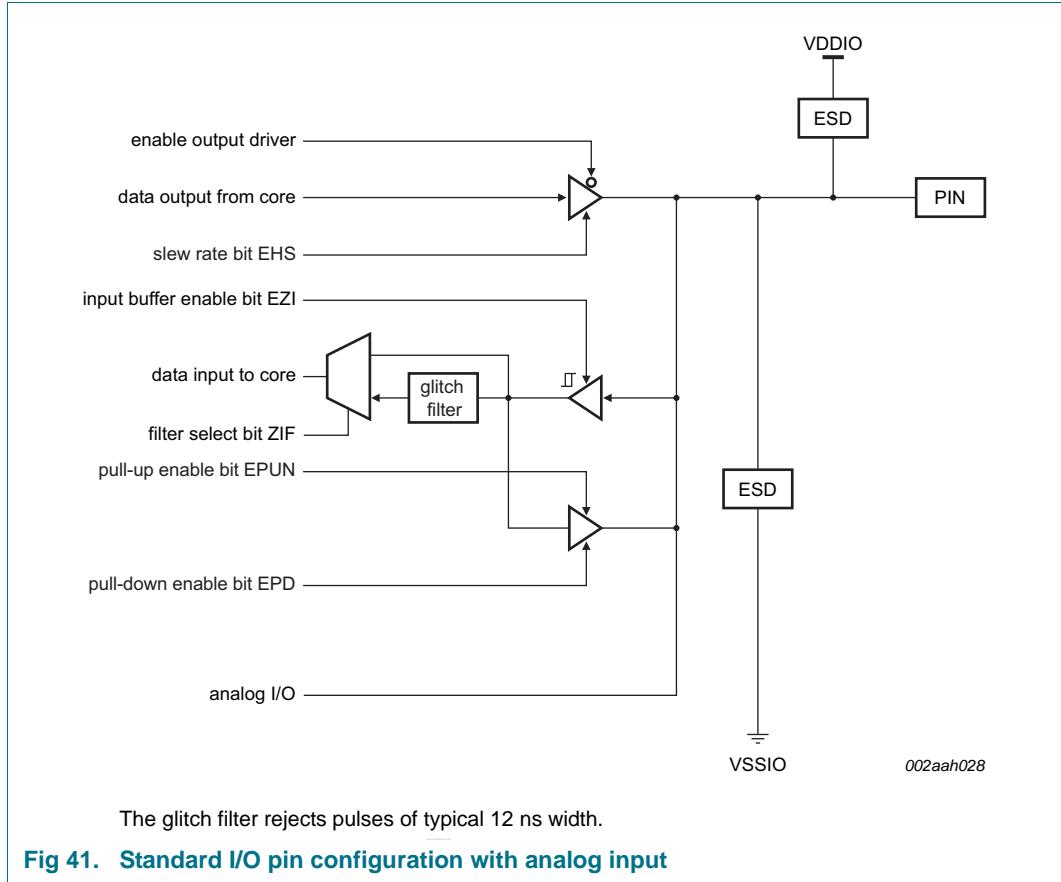 VDDIO
ESD
enable output driver
data output from core
PIN
slew rate bit EHS
input buffer enable bit EZI
data input to core
glitch
filter
filter select bit ZIF
pull-up enable bit EPUN
ESD
pull-down enable bit EPD
analog I/O
VSSIO
002aah028
The glitch filter rejects pulses of typical 12 ns width.
Fig 41. Standard I/O pin configuration with analog input